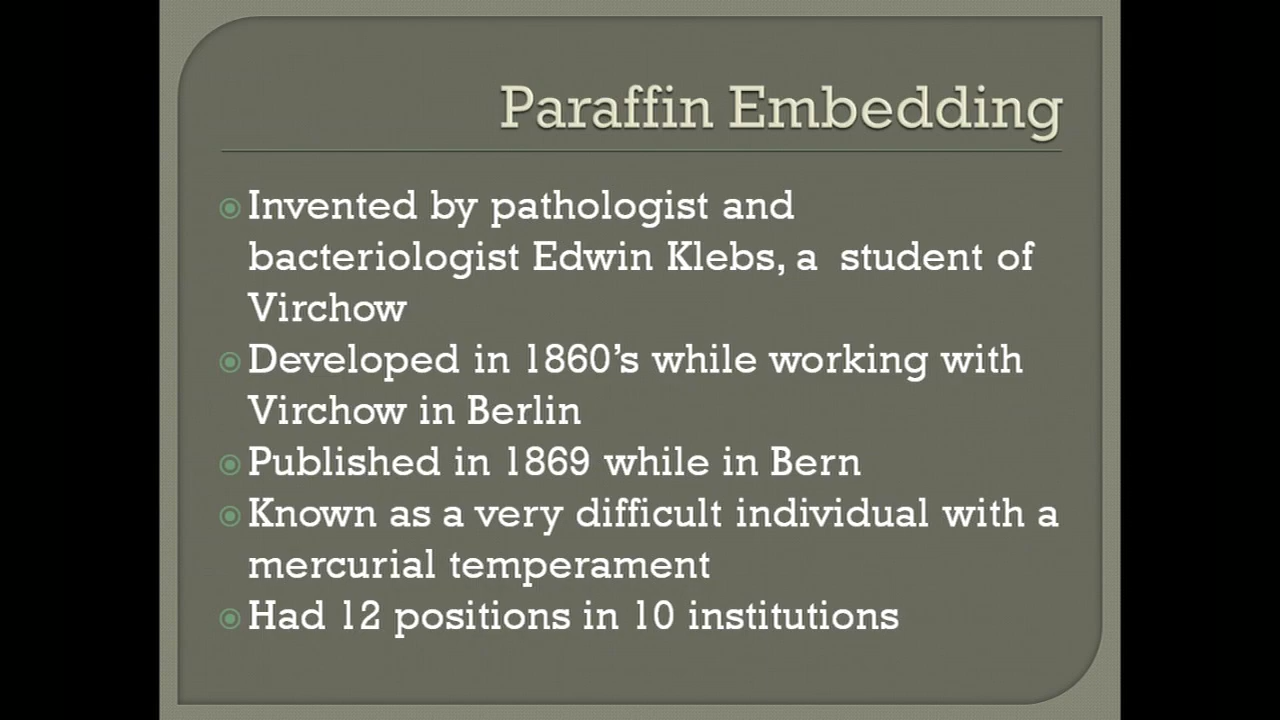 Paraffin Embedding
Invented by pathologist and
bacteriologist Edwin Klebs, a  student of
Virchow
Developed in 1860’s while working with
Virchow in Berlin
Published in 1869 while in Bern
Known as a very difficult individual with a
mercurial temperament
Had 12 positions in 10 institutions